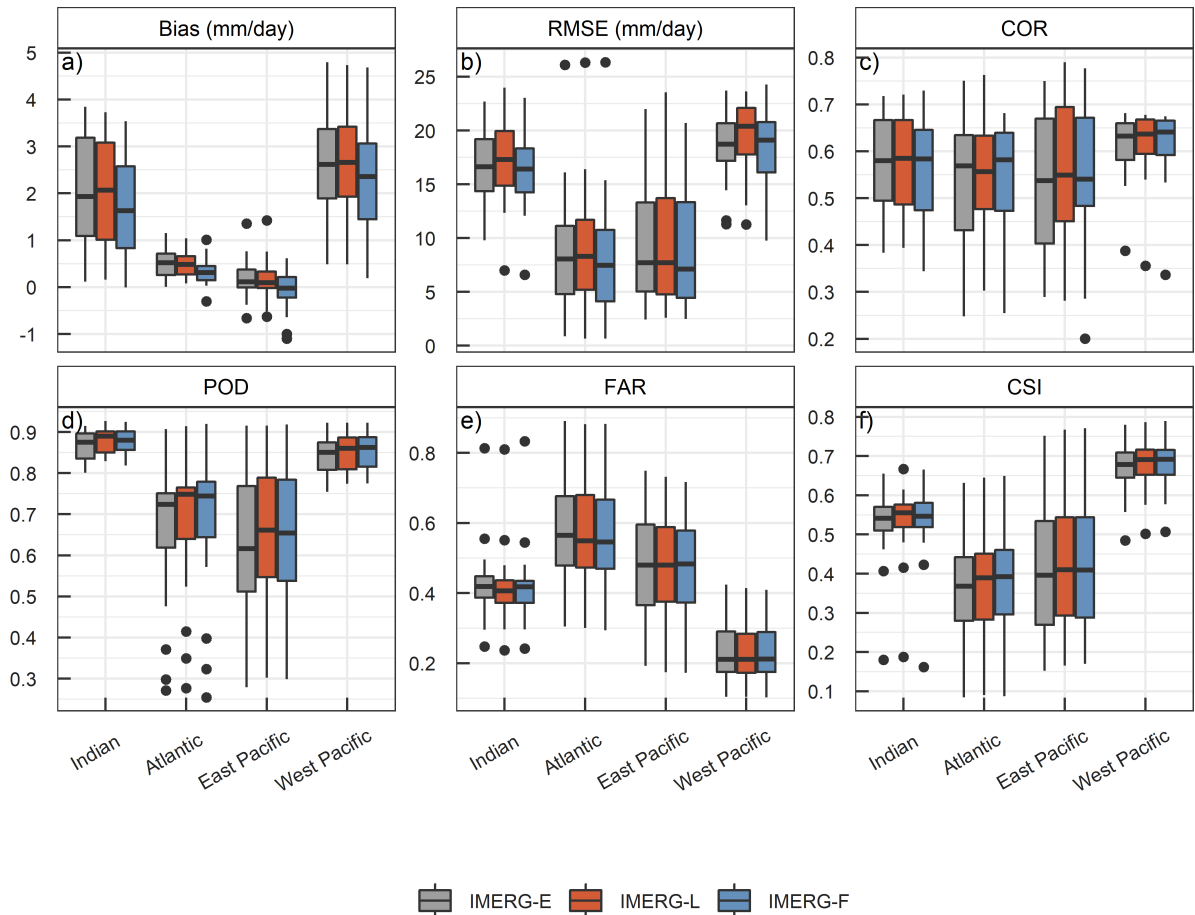 Bias (mm/day) RMSE (mm/day) COR
a) b) c)
5 4 3 2 1 0 -1
25 20 15 10 5 0
0.8 0.7 0.6 0.5 0.4 0.3 0.2
POD FAR CSI
d) e) f)
0.9 0.8 0.7 0.6 0.5 0.4 0.3
0.8 0.6 0.4 0.2
0.8 0.7 0.6 0.5 0.4 0.3 0.2 0.1
Indian Atlantic East Pacific West Pacific
Indian Atlantic East Pacific West Pacific
Indian Atlantic East Pacific West Pacific
IMERG-E IMERG-L IMERG-F